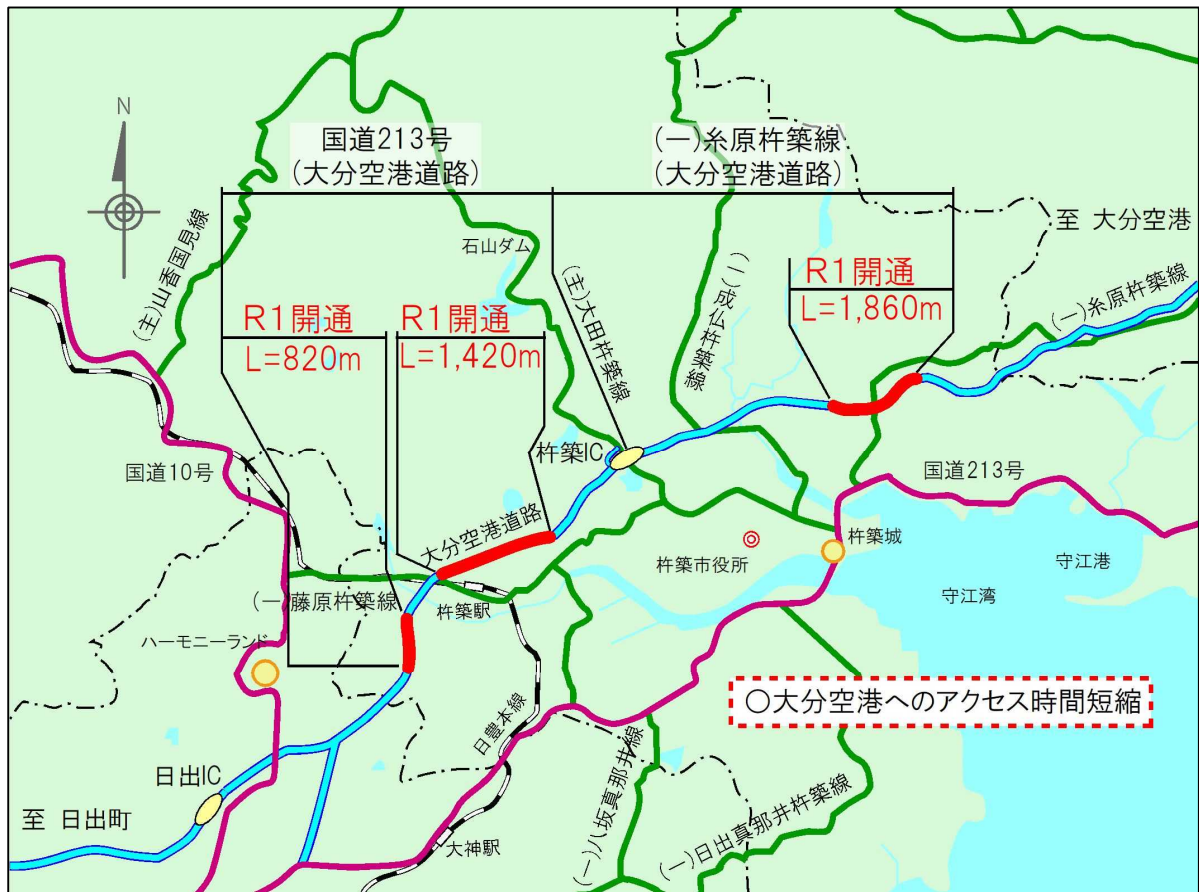 N
国道213号
(大分空港道路)
(一)糸原杵築線
(大分空港道路)
至 大分空港
(主)山香国見線
石山ダム
(主)大田杵築線
(一)成仏杵築線
R1開通
L=1,860m
(一)糸原杵築線
R1開通
L=820m
R1開通
L=1,420m
杵築IC
国道10号
国道213号
大分空港道路
杵築城
杵築市役所
守江港
守江湾
(一)藤原杵築線
杵築駅
ハーモニーランド
○大分空港へのアクセス時間短縮
日豊本線
日出IC
至 日出町
大神駅
(一)八坂真那井線
(一)日出真那井杵築線